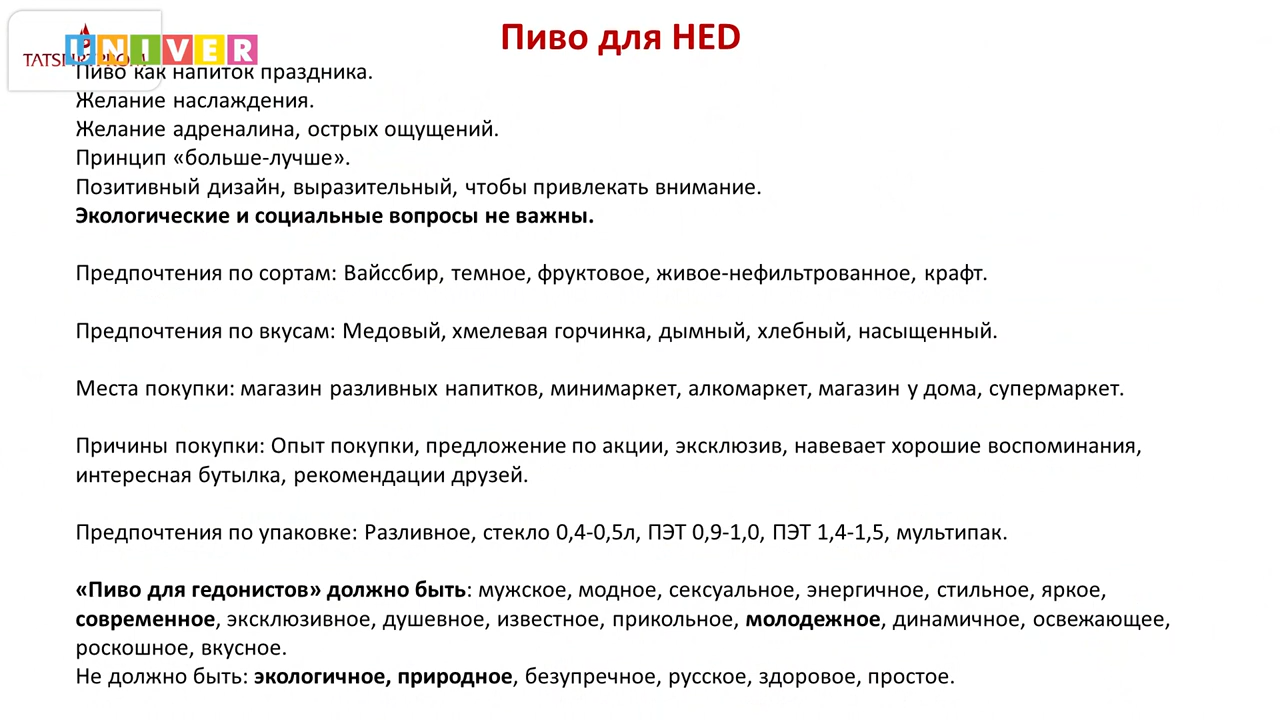 Пиво для HED
UNIVER
Пиво как напиток праздника.
Желание наслаждения.
Желание адреналина, острых ощущений.
Принцип «больше-лучше».
Позитивный дизайн, выразительный, чтобы привлекать внимание.
Экологические и социальные вопросы не важны.
Предпочтения по сортам: Вайссбир, темное, фруктовое, живое-нефильтрованное, крафт.
Предпочтения по вкусам: Медовый, хмелевая горчинка, дымный, хлебный, насыщенный.
Места покупки: магазин разливных напитков, минимаркет, алкомаркет, магазин у дома, супермаркет.
Причины покупки: Опыт покупки, предложение по акции, эксклюзив, навевает хорошие воспоминания,
интересная бутылка, рекомендации друзей.
Предпочтения по упаковке: Разливное, стекло 0,4-0,5л, ПЭТ 0,9-1,0, ПЭТ 1,4-1,5, мультипак.
«Пиво для гедонистов» должно быть: мужское, модное, сексуальное, энергичное, стильное, яркое,
современное, эксклюзивное, душевное, известное, прикольное, молодежное, динамичное, освежающее,
роскошное, вкусное.
Не должно быть: экологичное, природное, безупречное, русское, здоровое, простое.